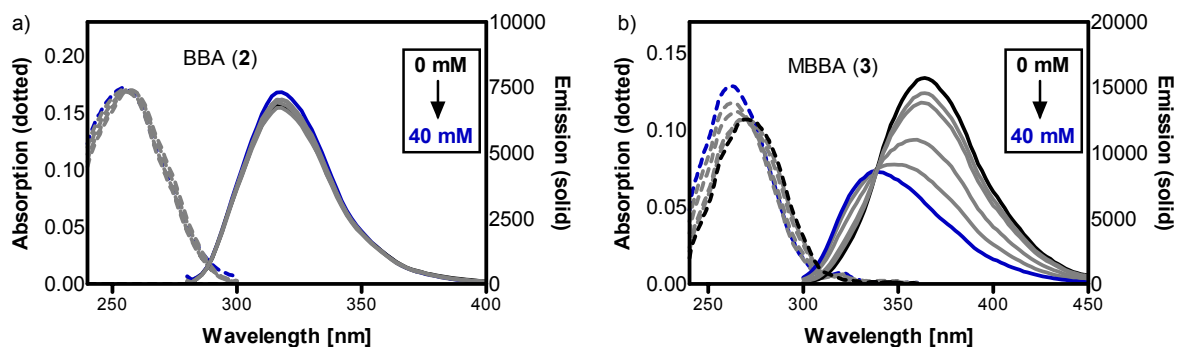 a)
BBA (2)
0 mM
40 mM
Absorption (dotted)
0.20
0.15
0.10
0.05
0.00
Emission (solid)
10000
7500
5000
2500
0
250
300
350
400
Wavelength [nm]
b)
MBBA (3)
0 mM
40 mM
Absorption (dotted)
0.15
0.10
0.05
0.00
Emission (solid)
20000
15000
10000
5000
0
250
300
350
400
450
Wavelength [nm]